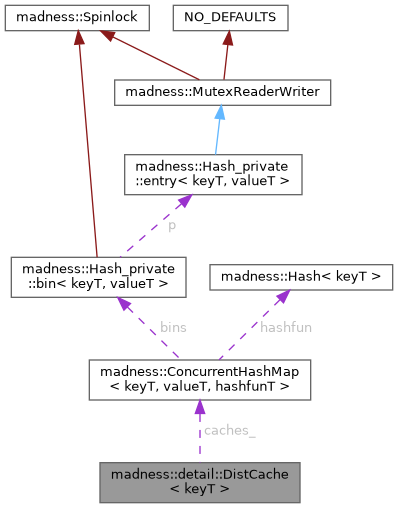 madness::Spinlock
NO_DEFAULTS
madness::MutexReaderWriter
madness::Hash_private
::entry< keyT, valueT >
p
madness::Hash_private
::bin< keyT, valueT >
madness::Hash< keyT >
bins
hashfun
madness::ConcurrentHashMap
< keyT, valueT, hashfunT >
caches_
madness::detail::DistCache
< keyT >